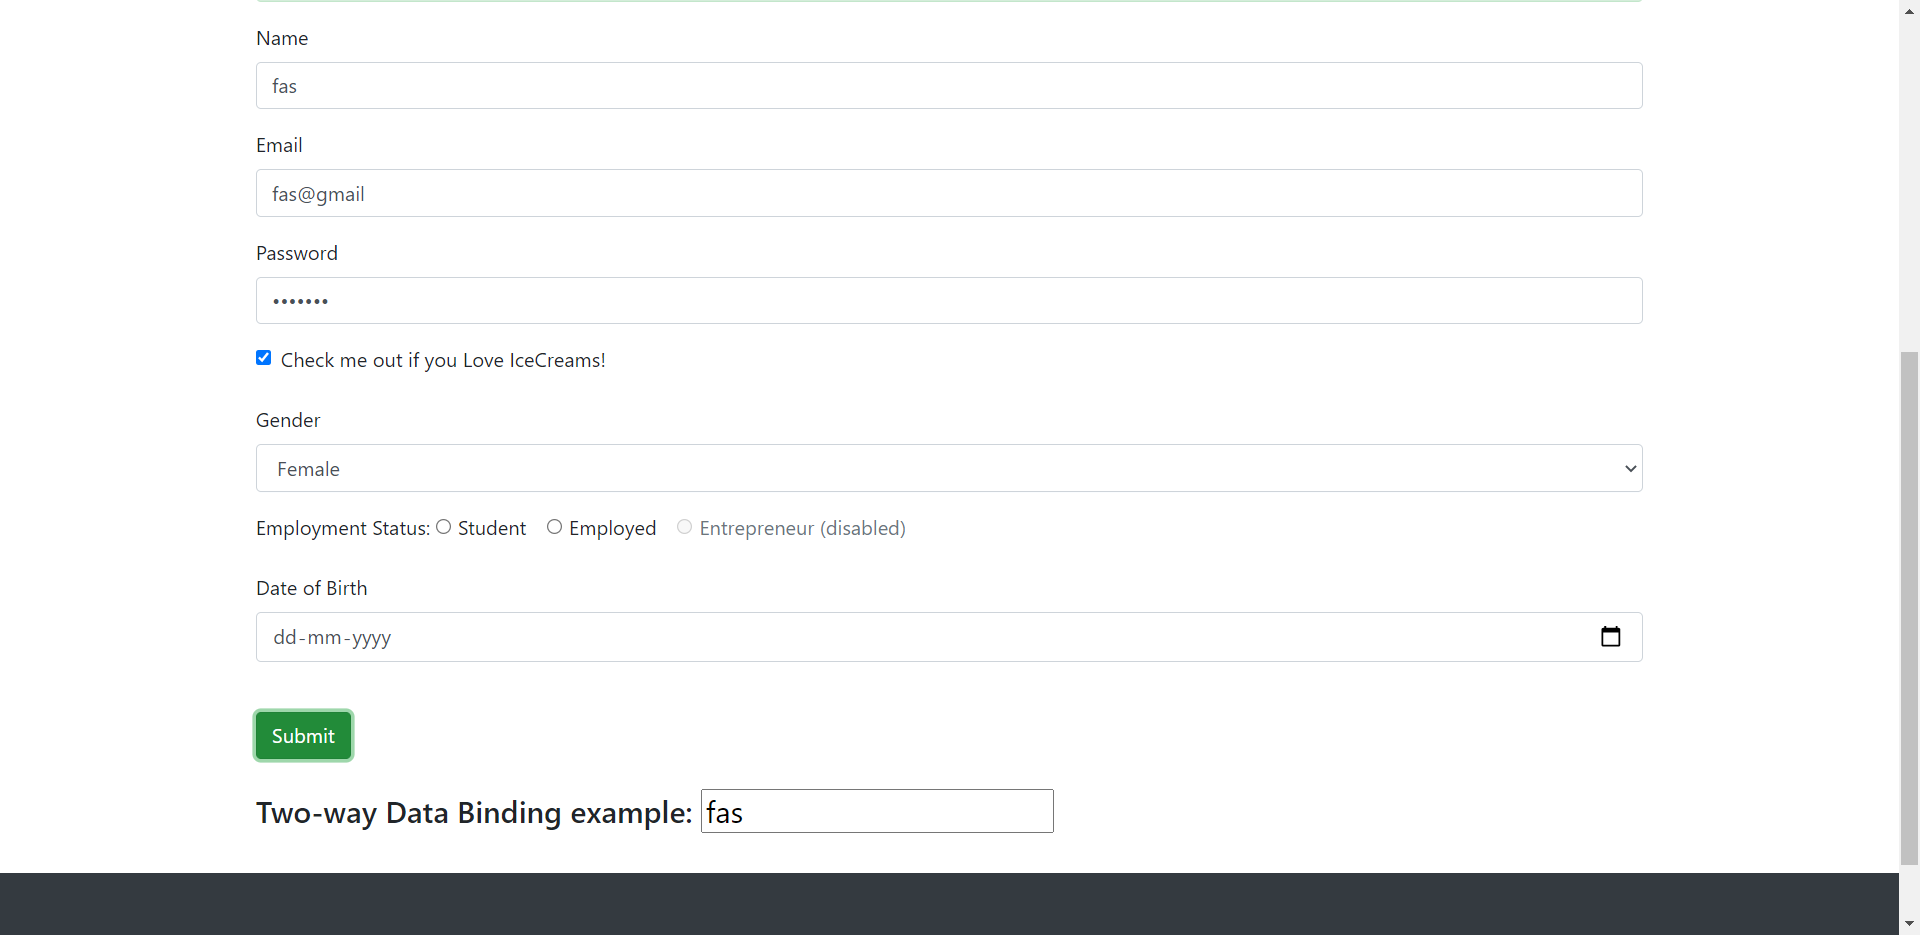 Name
fas
Email
fas@gmail
Password
•••••••
Check me out if you Love IceCreams!
Gender
Female
Employment Status: Student Employed Entrepreneur (disabled)
Date of Birth
dd-mm-yyyy
Submit
Two-way Data Binding example: fas